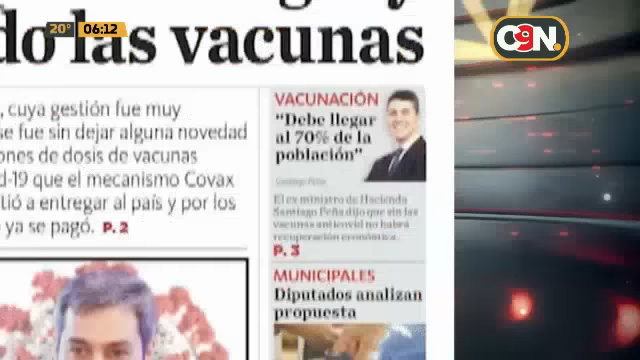 20°
06:12
C9N.
do las vacunas
, cuya gestión fue muy
se fue sin dejar alguna novedad
ones de dosis de vacunas
d-19 que el mecanismo Covax
tió a entregar al país y por los
ya se pagó. P. 2
VACUNACIÓN
“Debe llegar
al 70% de la
población”
Santiago Peña
El ex ministro de Hacienda
Santiago Peña dijo que sin las
vacunas anticovid no habrá
recuperación económica.
P. 3
MUNICIPALES
Diputados analizan
propuesta